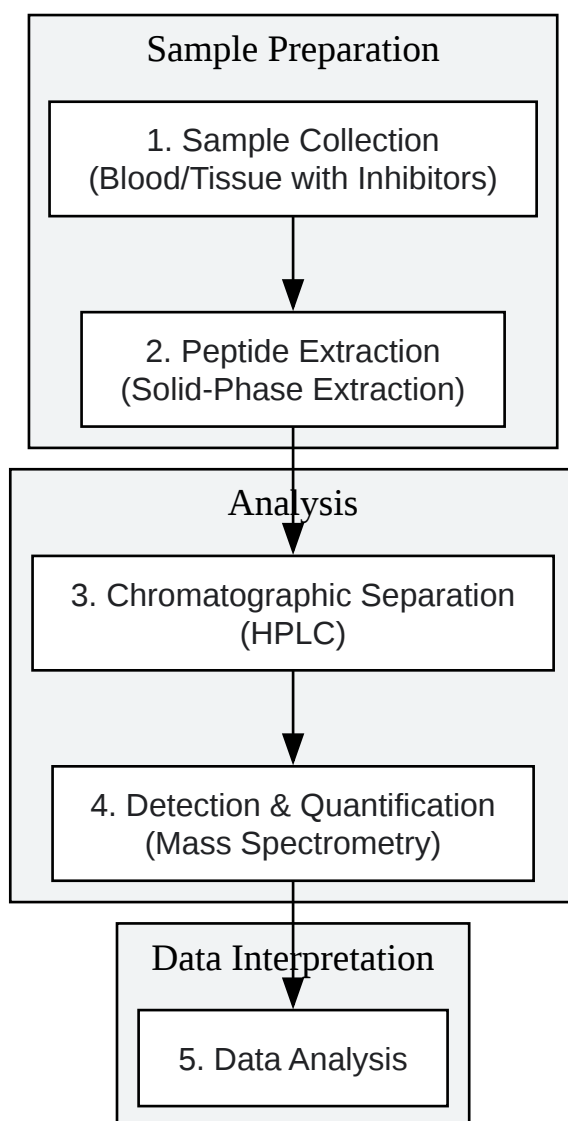 Sample Preparation
1. Sample Collection
(Blood/Tissue with Inhibitors)
2. Peptide Extraction
(Solid-Phase Extraction)
Analysis
3. Chromatographic Separation
(HPLC)
4. Detection & Quantification
(Mass Spectrometry)
Data Interpretation
5. Data Analysis